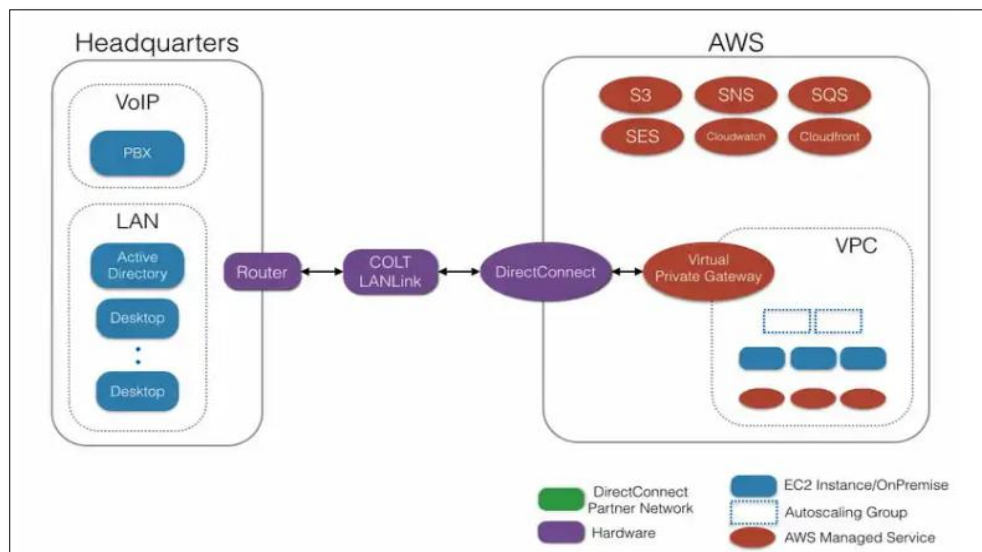 Headquarters
AWS
VoIP
PBX
LAN
Active
Directory
Desktop
Desktop
Router
COLT
LANLink
DirectConnect
S3
SNS
SQS
SES
Cloudwatch
Cloudfront
VPC
Virtual
Private Gateway
DirectConnect
Partner Network
Hardware
EC2 Instance/OnPremise
Autoscaling Group
AWS Managed Service